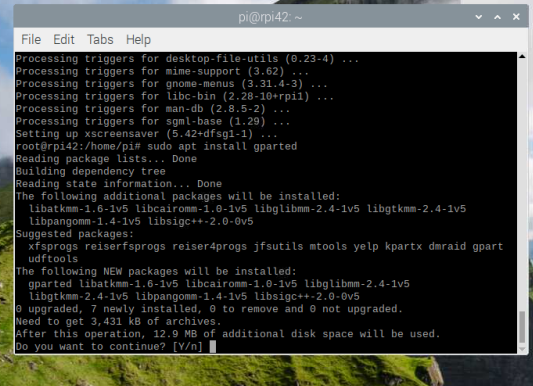 pi@rpi42: ~
File Edit Tabs Help
Processing triggers for desktop-file-utils (0.23-4) ...
Processing triggers for mime-support (3.62) ...
Processing triggers for gnome-menus (3.31.4-3) ...
Processing triggers for libc-bin (2.28-10+rpi1) ...
Processing triggers for man-db (2.8.5-2) ...
Processing triggers for sgml-base (1.29) ...
Setting up xscreensaver (5.42+dfsg1-1) ...
root@rpi42:/home/pi# sudo apt install gparted
Reading package lists... Done
Building dependency tree
Reading state information... Done
The following additional packages will be installed:
libatkmm-1.6-1v5 libcairomm-1.0-1v5 libglibmm-2.4-1v5 libgtkmm-2.4-1v5
libpangomm-1.4-1v5 libsigc++-2.0-0v5
Suggested packages:
xfsprogs reiserfsprogs reiser4progs jfsutils mtools yelp kpartx dmraid gpart
udftools
The following NEW packages will be installed:
gparted libatkmm-1.6-1v5 libcairomm-1.0-1v5 libglibmm-2.4-1v5
libgtkmm-2.4-1v5 libpangomm-1.4-1v5 libsigc++-2.0-0v5
0 upgraded, 7 newly installed, 0 to remove and 0 not upgraded.
Need to get 3,431 kB of archives.
After this operation, 12.9 MB of additional disk space will be used.
Do you want to continue? [Y/n]